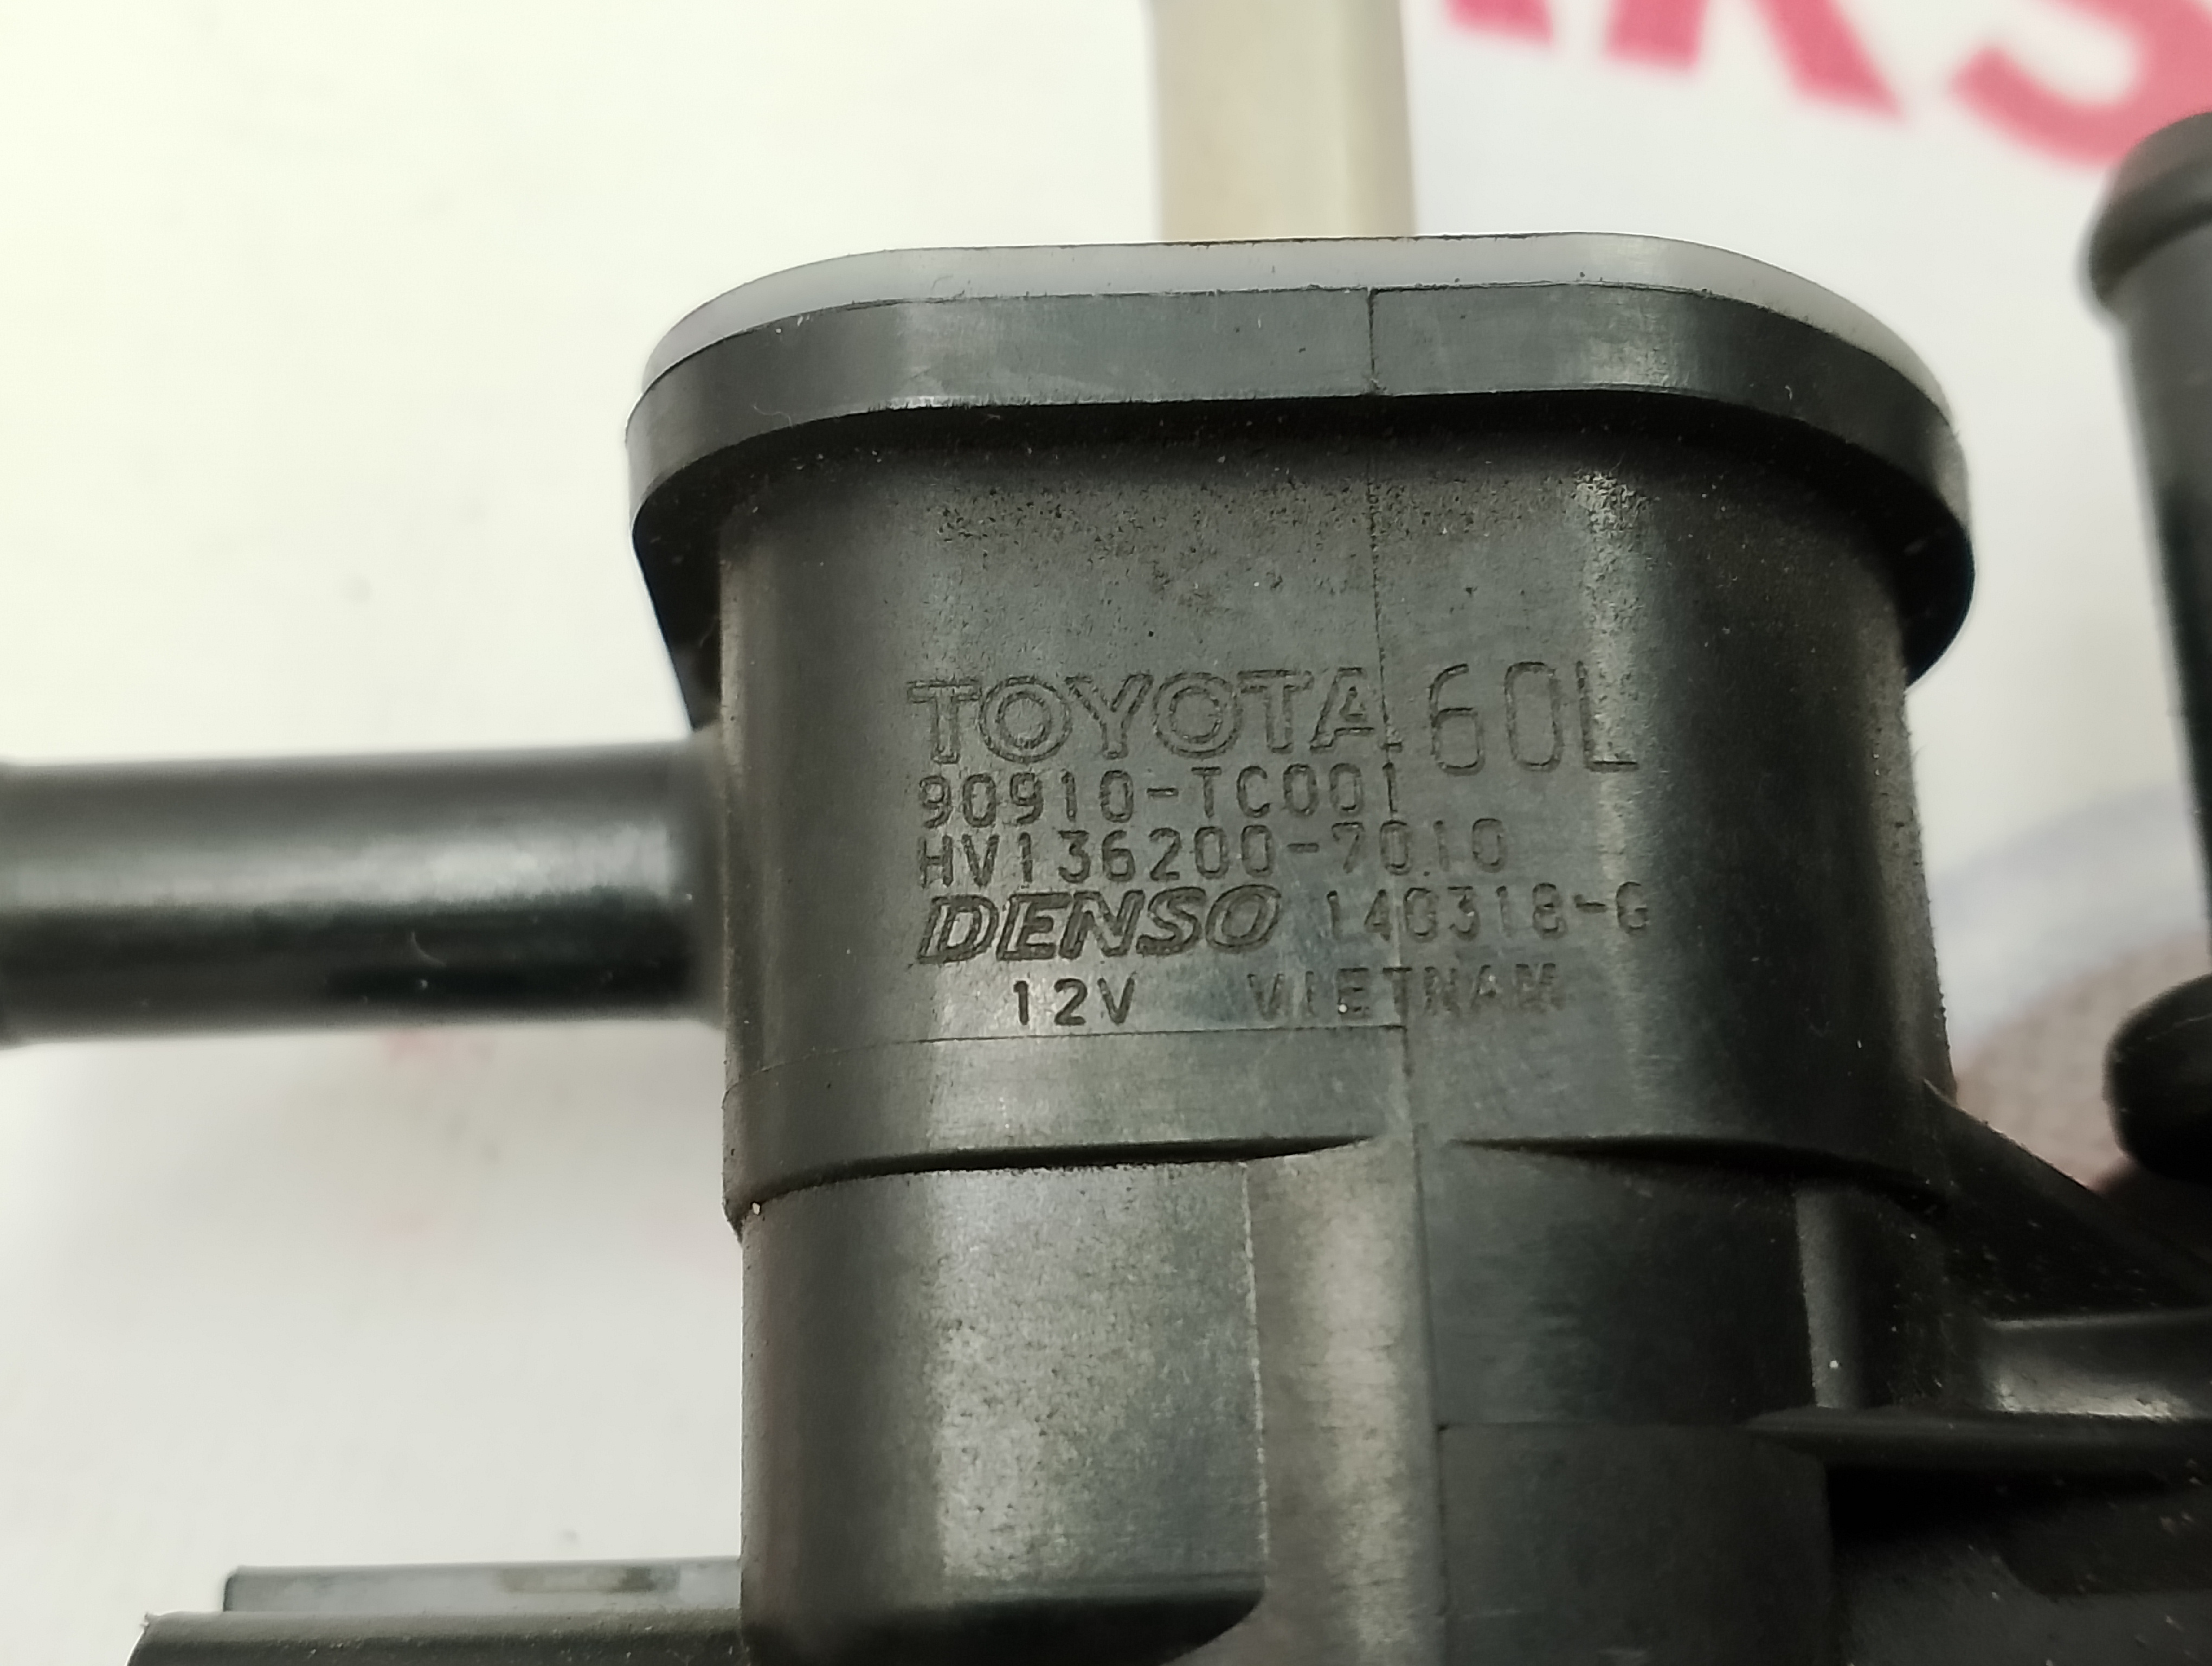 TOYOTA 60L
90910-TC001
HV136200-7010
DENSO 140318-G
12V VIETNAM